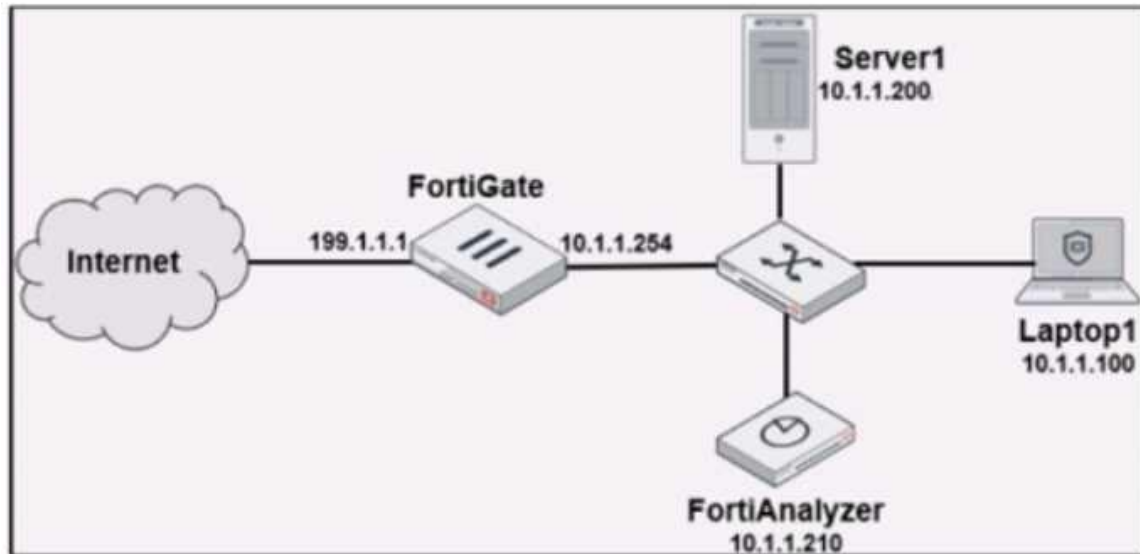 Server1
10.1.1.200
FortiGate
199.1.1.1
10.1.1.254
Internet
Laptop1
10.1.1.100
FortiAnalyzer
10.1.1.210